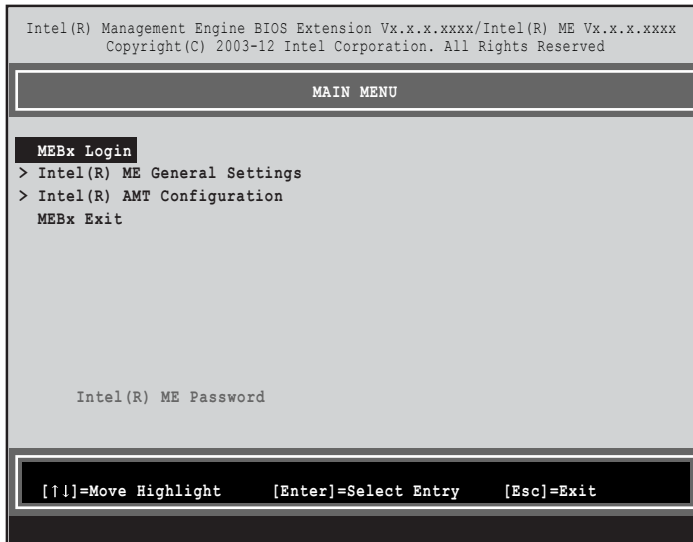 Intel(R) Management Engine BIOS Extension Vx.x.x.xxxx/Intel(R) ME Vx.x.x.xxxx
Copyright(C) 2003-12 Intel Corporation. All Rights Reserved
MAIN MENU
MEBx Login
> Intel(R) ME General Settings
> Intel(R) AMT Configuration
MEBx Exit
Intel(R) ME Password
[↑↓]=Move Highlight [Enter]=Select Entry [Esc]=Exit